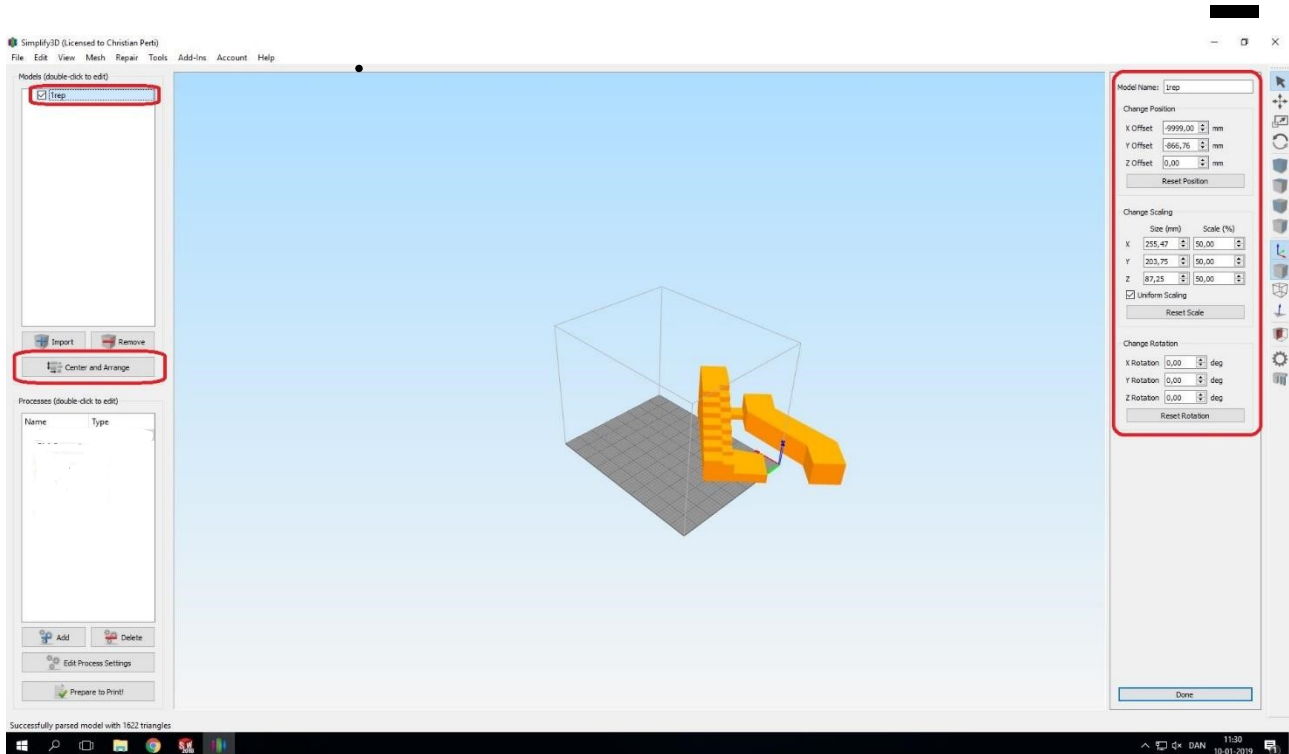 Simplify3D (Licensed to Christian Perti)
File Edit View Mesh Repair Tools Add-Ins Account Help
Models (double-click to edit)
1rep
Import Remove
Center and Arrange
Processes (double-click to edit)
Name Type
Add Delete
Edit Process Settings
Prepare to Print!
Successfully parsed model with 1622 triangles
Model Name: 1rep
Change Position
X Offset -9999,00 mm
Y Offset -866,76 mm
Z Offset 0,00 mm
Reset Position
Change Scaling
Size (mm) Scale (%)
X 255,47 50,00
Y 203,75 50,00
Z 87,25 50,00
Uniform Scaling
Reset Scale
Change Rotation
X Rotation 0,00 deg
Y Rotation 0,00 deg
Z Rotation 0,00 deg
Reset Rotation
Done
SW
2018
DAN
11:30
10-01-2019